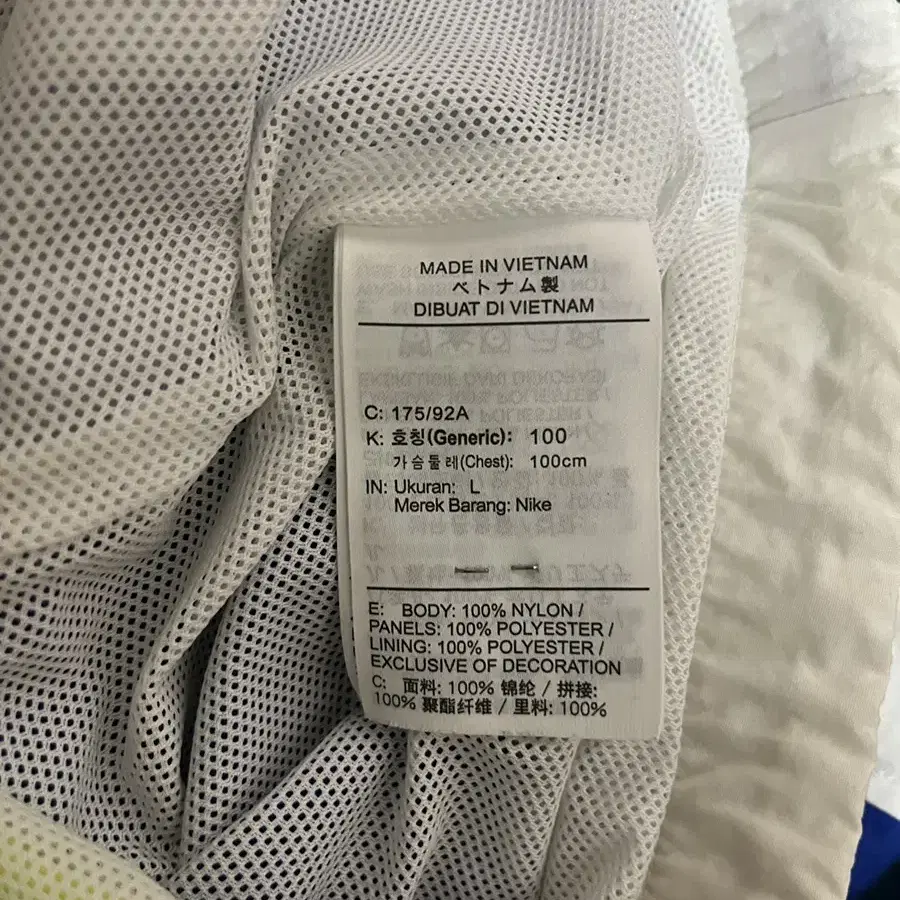 MADE IN VIETNAM
ベトナム製
DIBUAT DI VIETNAM
C: 175/92A
K: 호칭(Generic): 100
가슴둘레(Chest): 100cm
IN: Ukuran: L
Merek Barang: Nike
E: BODY: 100% NYLON /
PANELS: 100% POLYESTER /
LINING: 100% POLYESTER /
EXCLUSIVE OF DECORATION
C: 面料: 100% 锦纶 / 拼接:
100% 聚酯纤维 / 里料: 100%